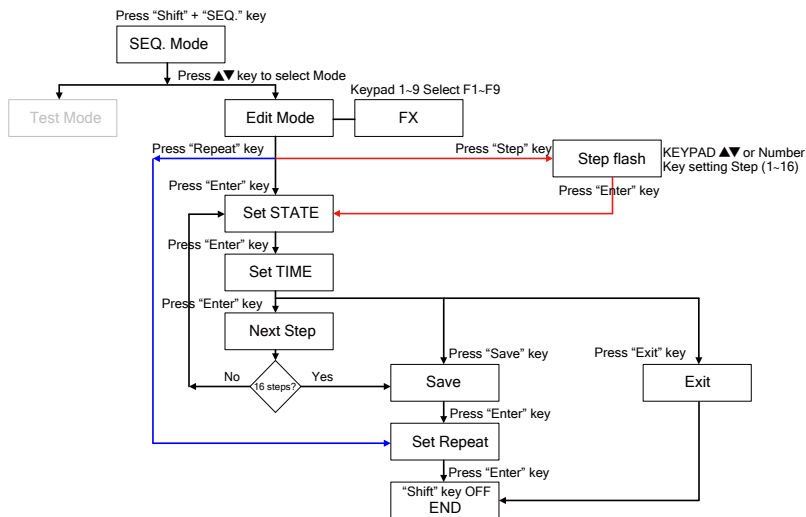 Press “Shift” + “SEQ.” key
SEQ. Mode
Press ▲▼ key to select Mode
Test Mode
Edit Mode
Keypad 1~9 Select F1~F9
FX
Press “Repeat” key
Press “Step” key
Step flash
KEYPAD ▲▼ or Number
Key setting Step (1~16)
Press “Enter” key
Press “Enter” key
Set STATE
Press “Enter” key
Set TIME
Press “Enter” key
Next Step
Press “Save” key
Press “Exit” key
No
16 steps?
Yes
Save
Exit
Press “Enter” key
Set Repeat
Press “Enter” key
“Shift” key OFF
END